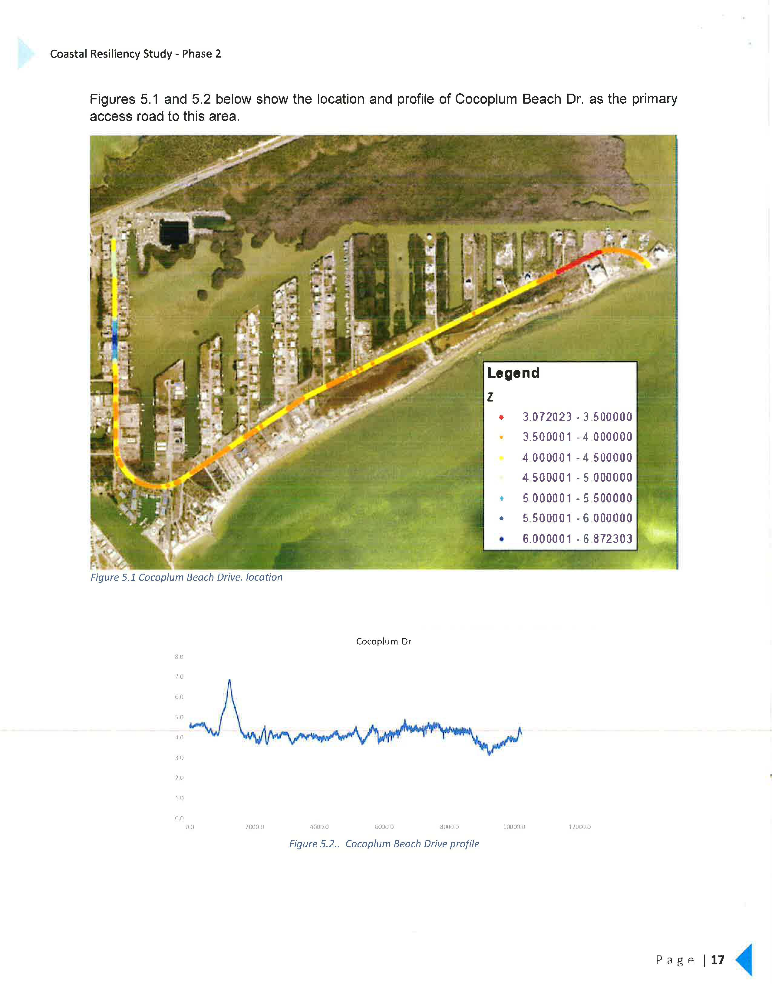 Coastal Resiliency Study - Phase 2
Figures 5.1 and 5.2 below show the location and profile of Cocoplum Beach Dr. as the primary
access road to this area.
Legend
Z
3.072023 - 3.500000
3.500001 - 4.000000
4.000001 - 4.500000
4.500001 - 5.000000
5.000001 - 5.500000
5.500001 - 6.000000
6.000001 - 6.872303
Figure 5.1 Cocoplum Beach Drive. location
Cocoplum Dr
8.0
7.0
6.0
5.0
4.0
3.0
2.0
1.0
0.0
0.0 2000.0 4000.0 6000.0 8000.0 10000.0 12000.0
Figure 5.2.. Cocoplum Beach Drive profile
Page | 17